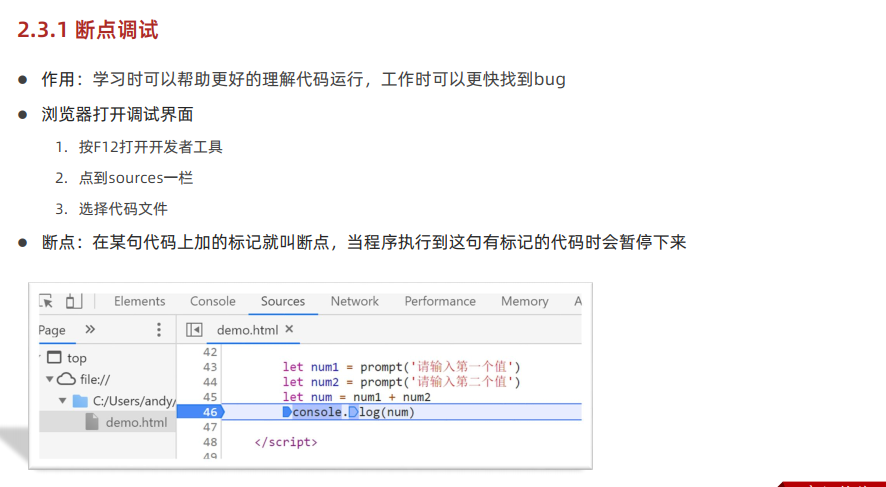 2.3.1 断点调试
● 作用：学习时可以帮助更好的理解代码运行，工作时可以更快找到bug
● 浏览器打开调试界面
1. 按F12打开开发者工具
2. 点到sources一栏
3. 选择代码文件
● 断点：在某句代码上加的标记就叫断点，当程序执行到这句有标记的代码时会暂停下来
Elements Console Sources Network Performance Memory A
Page » demo.html ×
top
file://
C:/Users/andy/
demo.html
42
43 let num1 = prompt('请输入第一个值')
44 let num2 = prompt('请输入第二个值')
45 let num = num1 + num2
46 console.log(num)
47
48 </script>
49